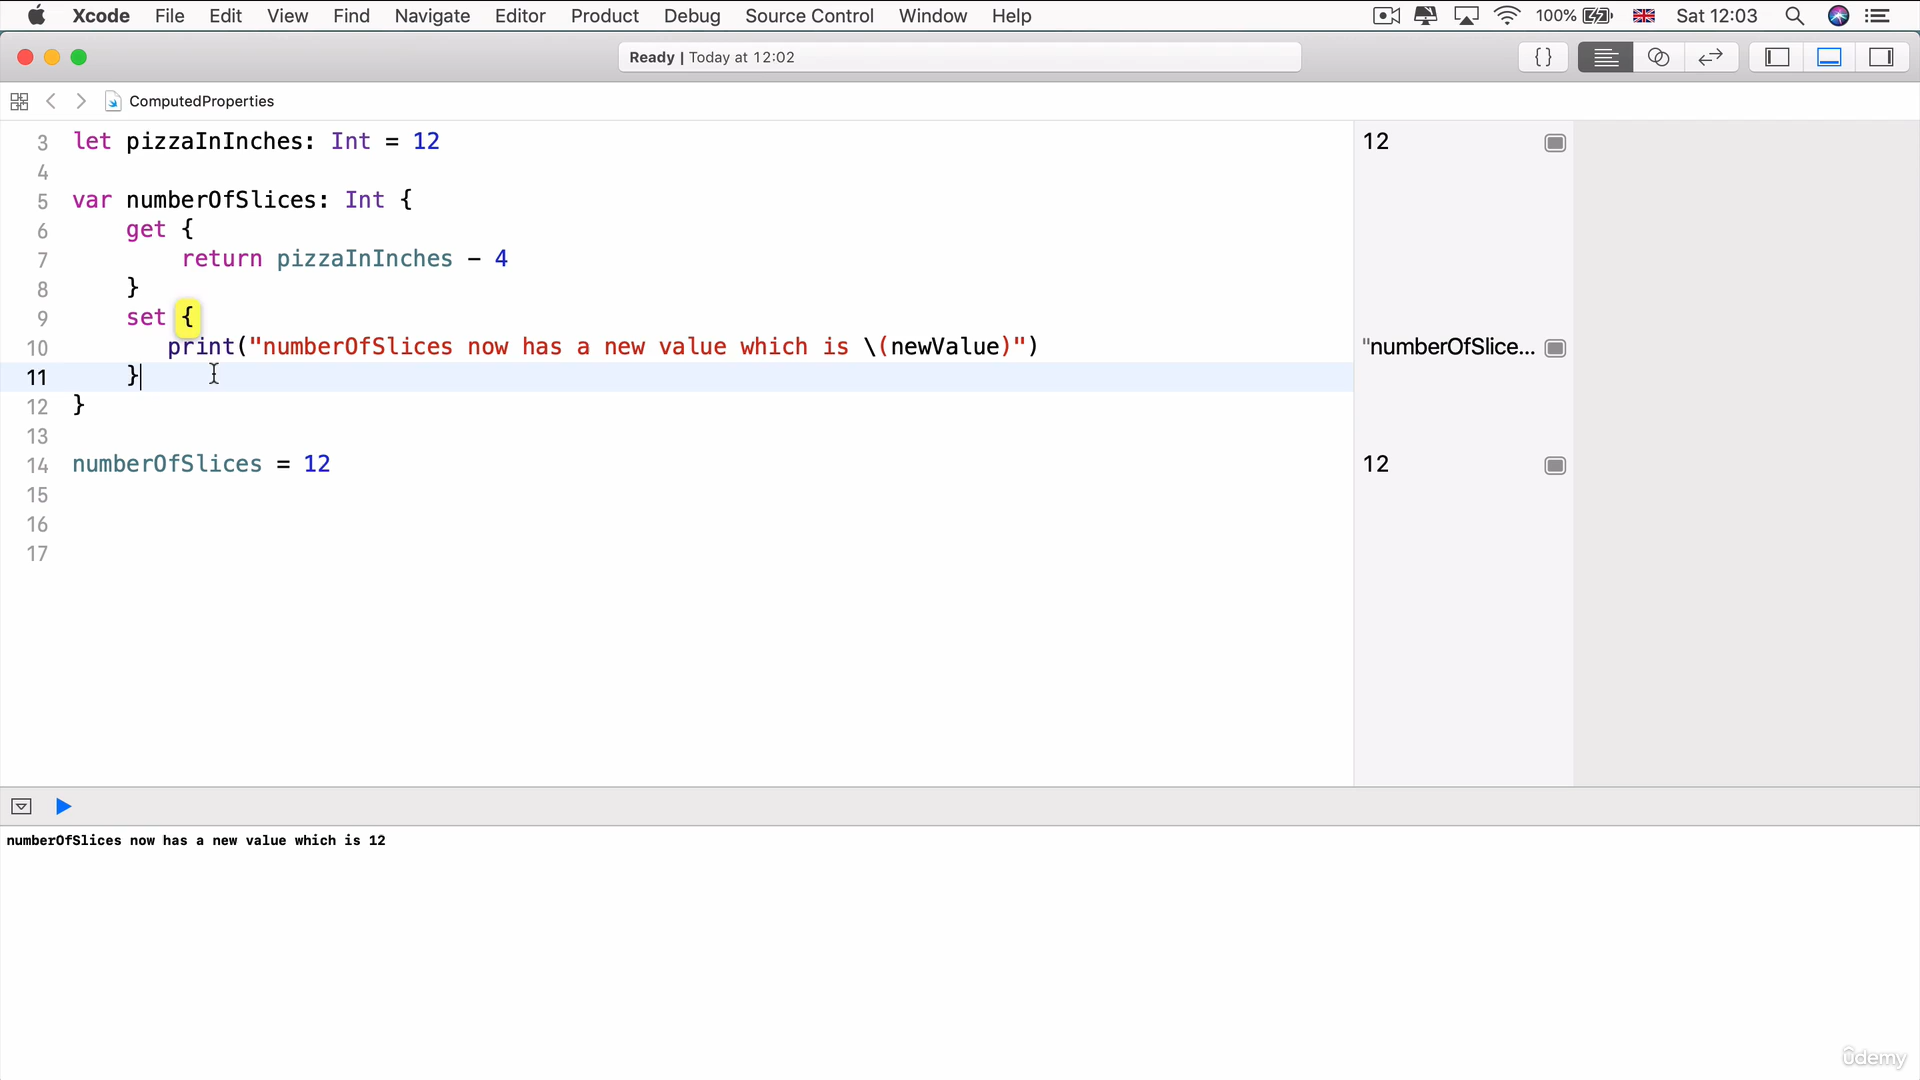 Xcode File Edit View Find Navigate Editor Product Debug Source Control Window Help 100% Sat 12:03
Ready | Today at 12:02
{ }
ComputedProperties
3 let pizzaInInches: Int = 12 12
4
5 var numberOfSlices: Int {
6 get {
7 return pizzaInInches - 4
8 }
9 set {
10 print("numberOfSlices now has a new value which is \(newValue)") "numberOfSlice...
11 }
12 }
13
14 numberOfSlices = 12 12
15
16
17
numberOfSlices now has a new value which is 12
ûdemy